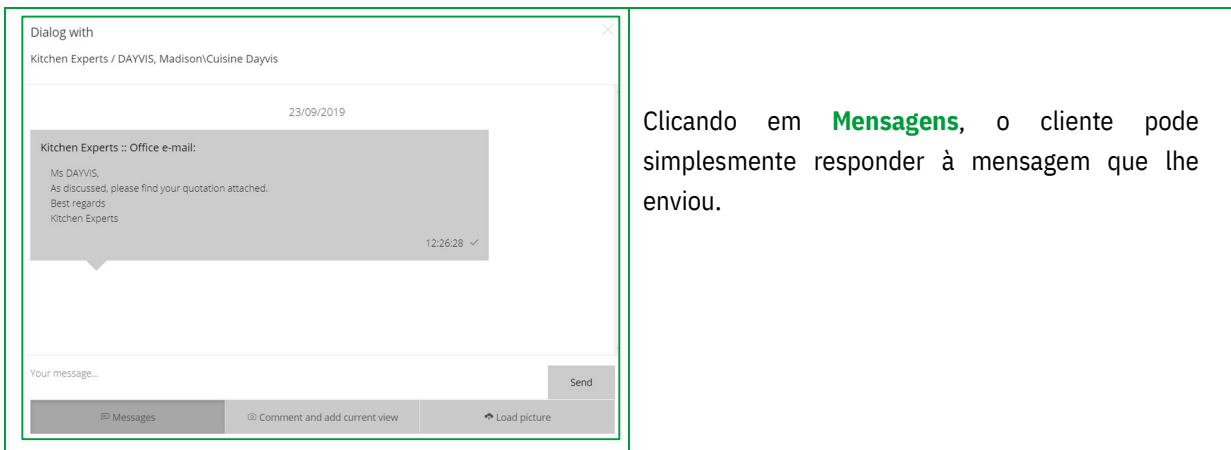 Dialog with
Kitchen Experts / DAYVIS, Madison\Cuisine Dayvis
23/09/2019
Kitchen Experts :: Office e-mail:
Ms DAYVIS,
As discussed, please find your quotation attached.
Best regards
Kitchen Experts
12:26:28
Your message...
Send
Messages
Comment and add current view
Load picture
Clicando em Mensagens, o cliente pode
simplesmente responder à mensagem que lhe
enviou.